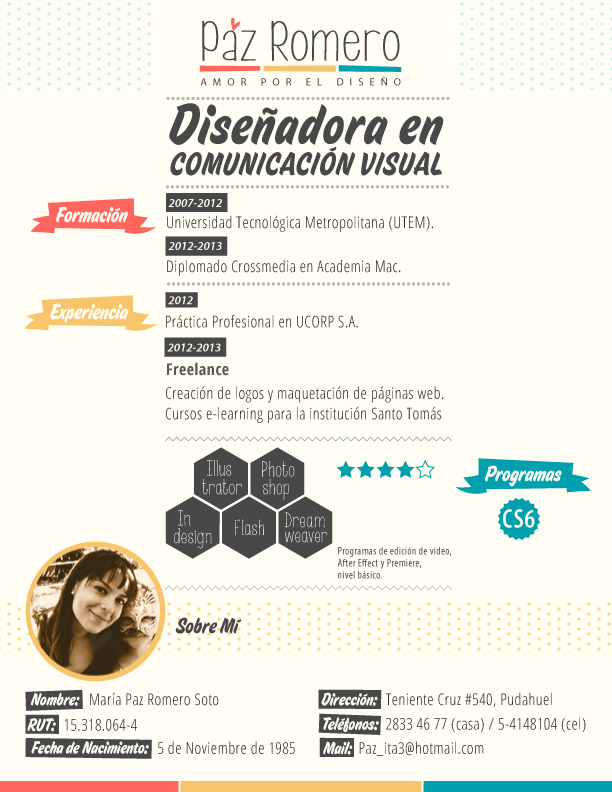 Paz Romero
AMOR POR EL DISEÑO
Diseñadora en
COMUNICACIÓN VISUAL
Formación
2007-2012
Universidad Tecnológica Metropolitana (UTEM).
2012-2013
Diplomado Crossmedia en Academia Mac.
Experiencia
2012
Práctica Profesional en UCORP S.A.
2012-2013
Freelance
Creación de logos y maquetación de páginas web.
Cursos e-learning para la institución Santo Tomás
Illus
trator
Photo
shop
In
design
Flash
Dream
weaver
Programas
CS6
Programas de edición de video,
After Effect y Premiere,
nivel básico.
Sobre Mí
Nombre: María Paz Romero Soto
RUT: 15.318.064-4
Fecha de Nacimiento: 5 de Noviembre de 1985
Dirección: Teniente Cruz #540, Pudahuel
Teléfonos: 2833 46 77 (casa) / 5-4148104 (cel)
Mail: Paz_ita3@hotmail.com